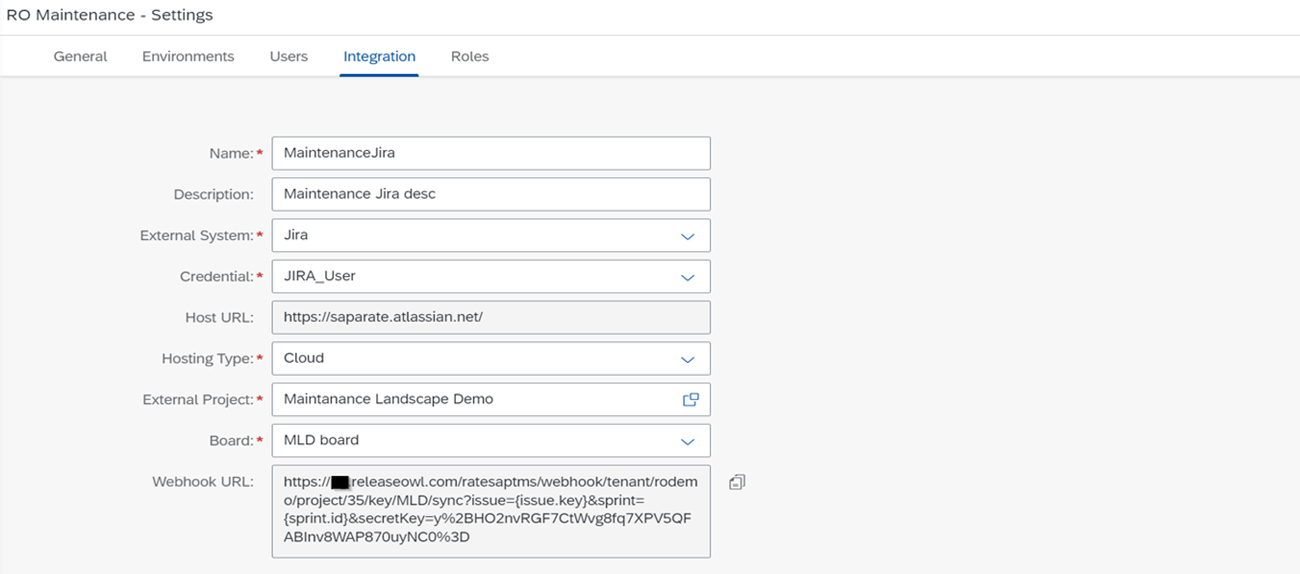 RO Maintenance - Settings
General Environments Users Integration Roles
Name:* MaintenanceJira
Description: Maintenance Jira desc
External System:* Jira
Credential:* JIRA_User
Host URL: https://saparate.atlassian.net/
Hosting Type:* Cloud
External Project:* Maintanance Landscape Demo
Board:* MLD board
Webhook URL: https:// releaseowl.com/ratesaptms/webhook/tenant/rodem
o/project/35/key/MLD/sync?issue={issue.key}&sprint=
{sprint.id}&secretKey=y%2BHO2nvRGF7CtWvg8fq7XPV5QF
ABInv8WAP870uyNC0%3D